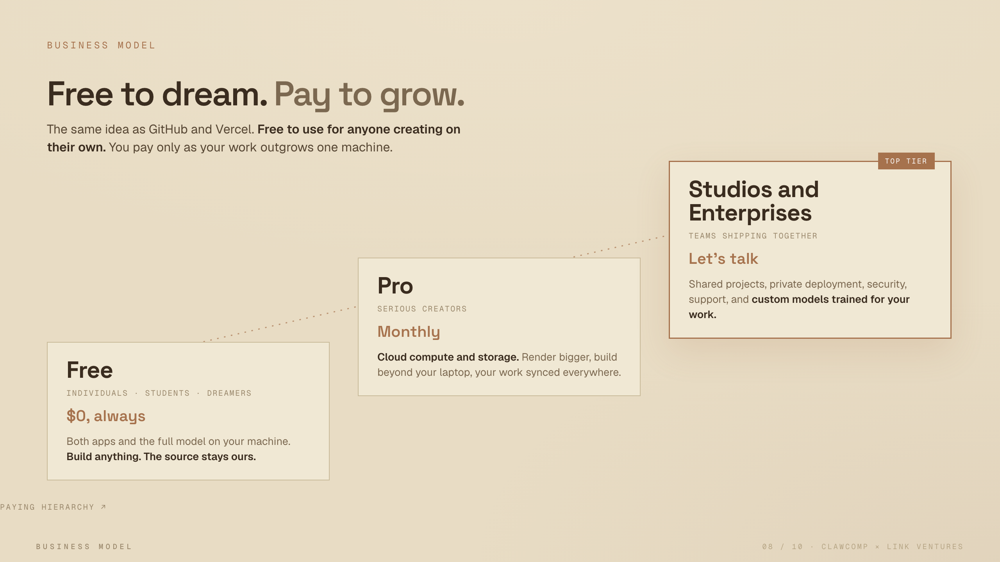 BUSINESS MODEL
Free to dream. Pay to grow.
The same idea as GitHub and Vercel. Free to use for anyone creating on
their own. You pay only as your work outgrows one machine.
TOP TIER
Studios and
Enterprises
TEAMS SHIPPING TOGETHER
Let's talk
Shared projects, private deployment, security,
support, and custom models trained for your
work.
Pro
SERIOUS CREATORS
Monthly
Cloud compute and storage. Render bigger, build
beyond your laptop, your work synced everywhere.
Free
INDIVIDUALS · STUDENTS · DREAMERS
$0, always
Both apps and the full model on your machine.
Build anything. The source stays ours.
PAYING HIERARCHY ↗
BUSINESS MODEL
08 / 10 · CLAWCOMP × LINK VENTURES